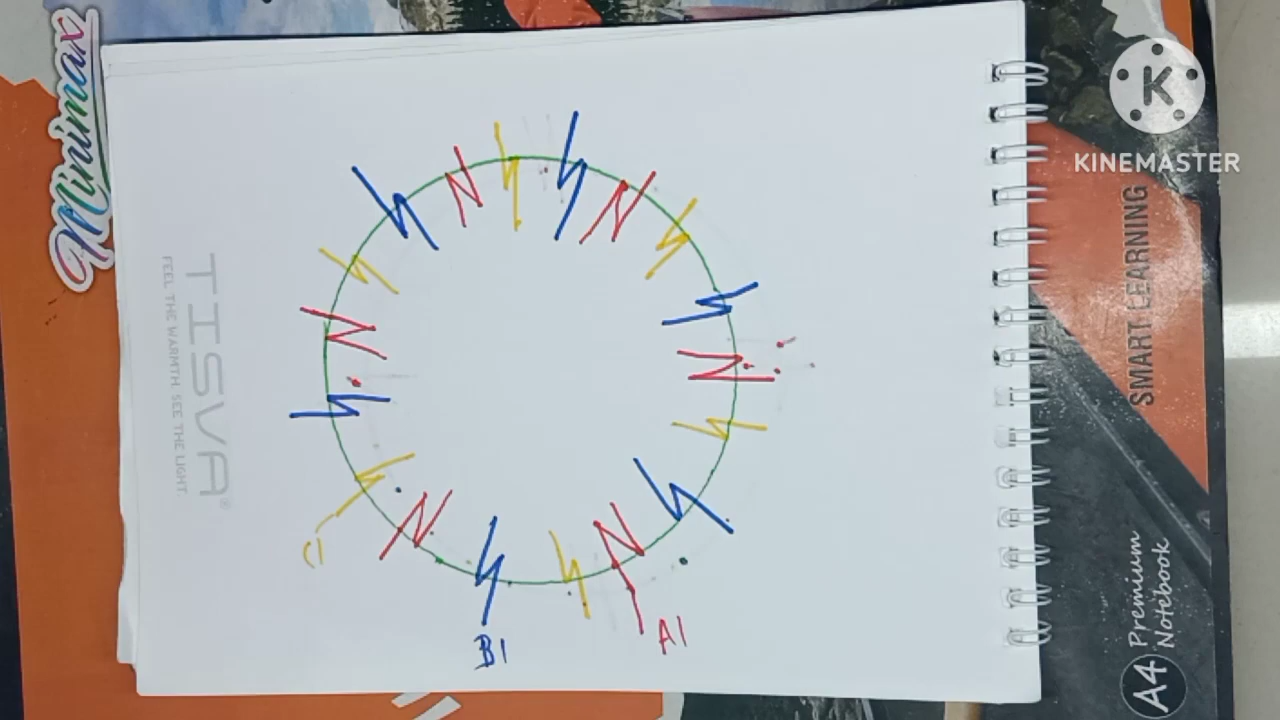 Minimax
KINEMASTER
K
SMART LEARNING
TISVA
FEEL THE WARMTH SEE THE LIGHT
C1
B1
A1
A4 Premium
Notebook